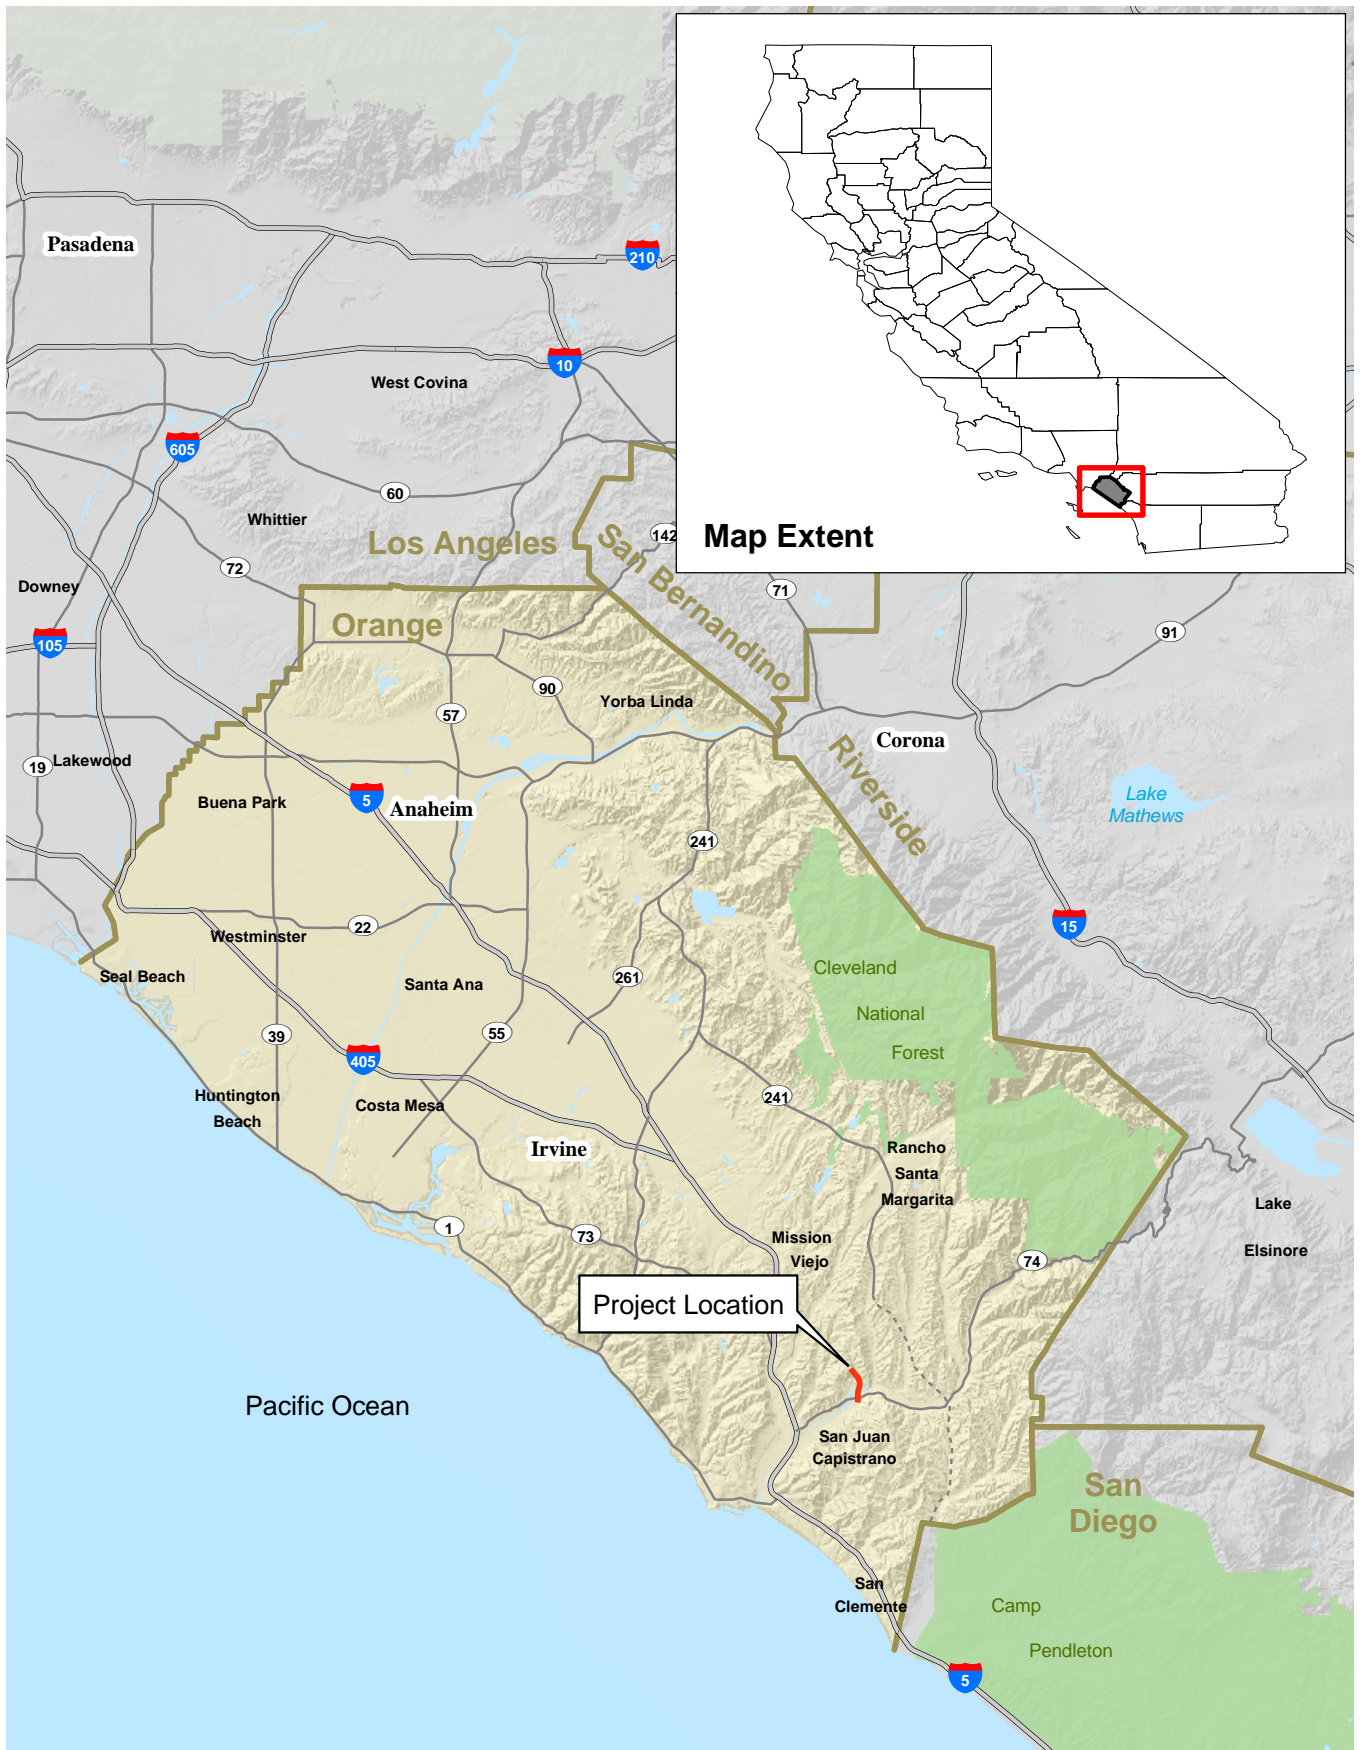 Pasadena
210
10
West Covina
605
60
Whittier
Los Angeles
142
San Bernardino
Map Extent
72
Downey
71
Orange
105
91
90
Yorba Linda
57
Riverside
Corona
19
Lakewood
Buena Park
5
Anaheim
Lake
Mathews
241
22
15
Westminster
Cleveland
Seal Beach
Santa Ana
261
National
39
55
Forest
405
Huntington
Beach
Costa Mesa
241
Irvine
Rancho
Santa
Margarita
Lake
Elsinore
1
73
Mission
Viejo
74
Project Location
Pacific Ocean
San Juan
Capistrano
San
Diego
San
Clemente
Camp
Pendleton
5